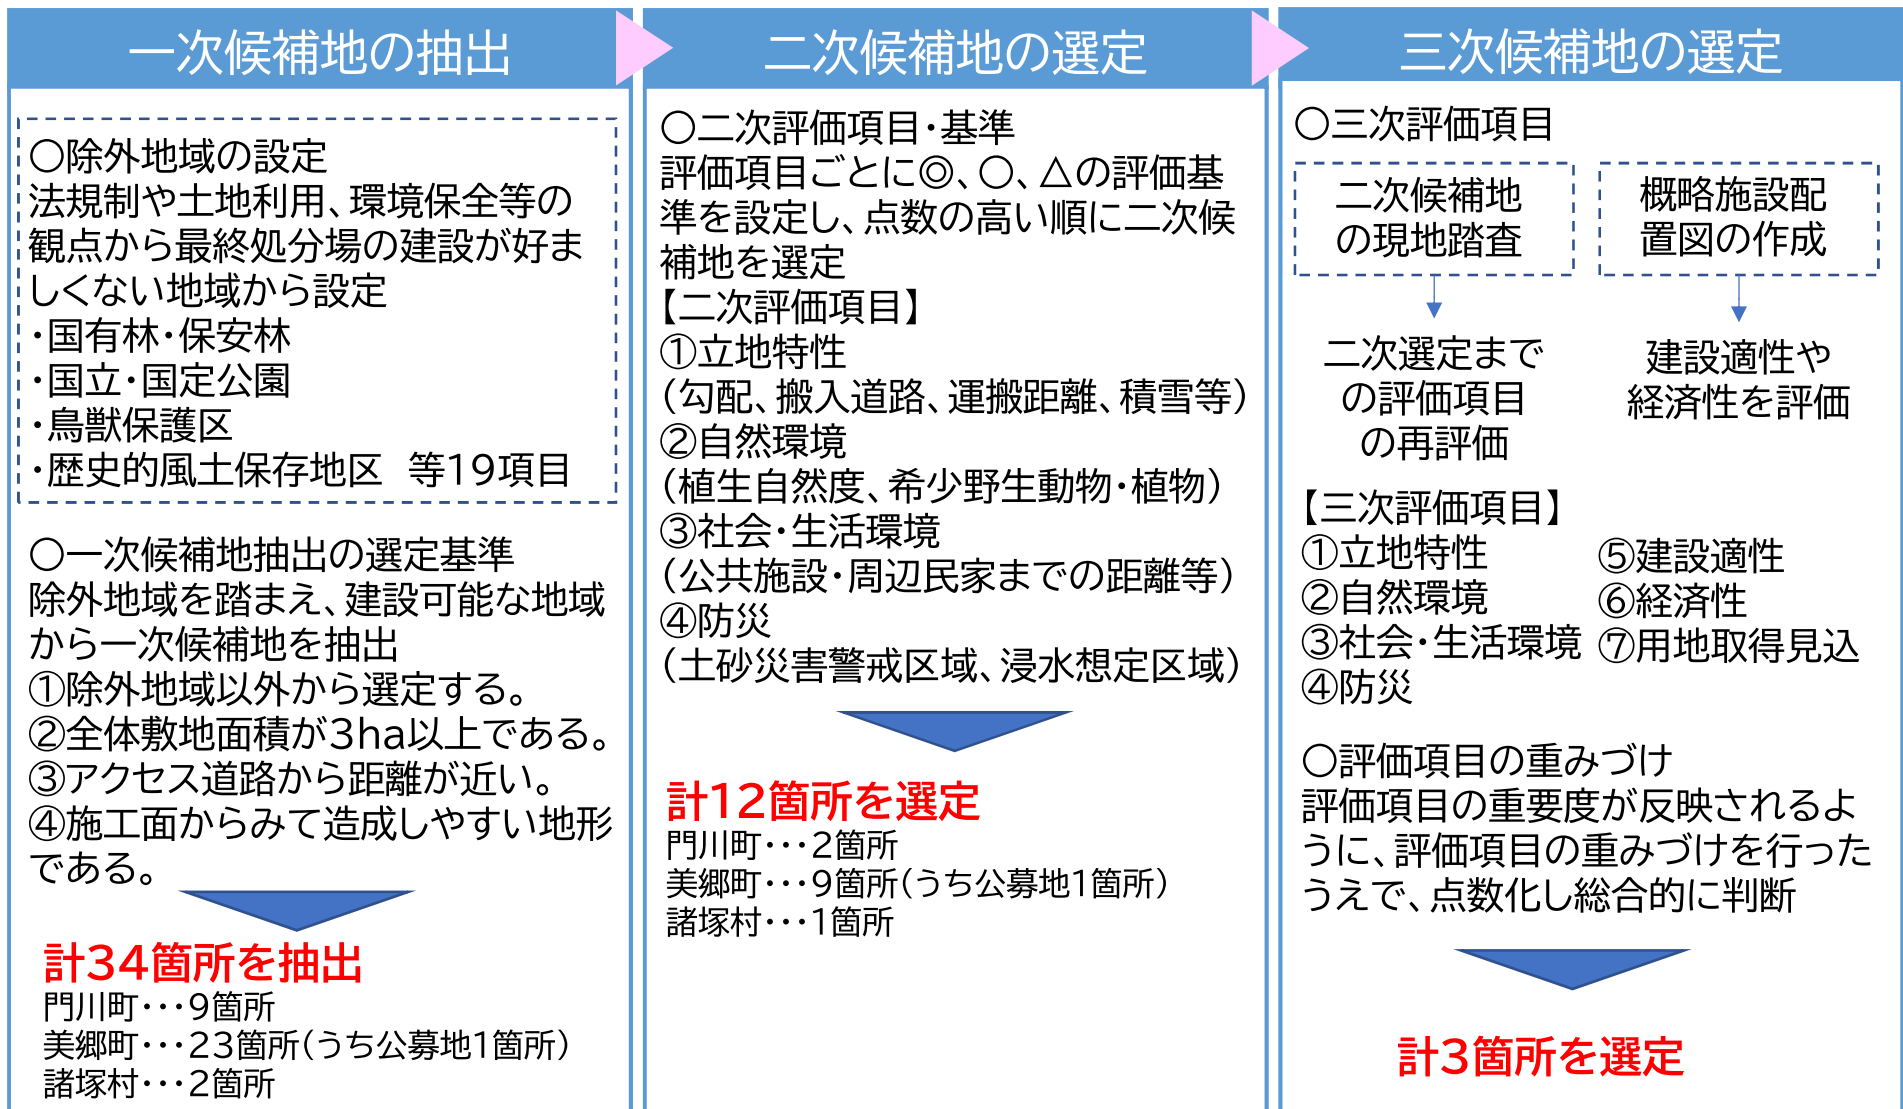 一次候補地の抽出
〇除外地域の設定
法規制や土地利用、環境保全等の
観点から最終処分場の建設が好ま
しくない地域から設定
・国有林・保安林
・国立・国定公園
・鳥獣保護区
・歴史的風土保存地区　等19項目
〇一次候補地抽出の選定基準
除外地域を踏まえ、建設可能な地域
から一次候補地を抽出
①除外地域以外から選定する。
②全体敷地面積が3ha以上である。
③アクセス道路から距離が近い。
④施工面からみて造成しやすい地形
である。
計34箇所を抽出
門川町・・・9箇所
美郷町・・・23箇所（うち公募地1箇所）
諸塚村・・・2箇所
二次候補地の選定
〇二次評価項目・基準
評価項目ごとに◎、〇、△の評価基
準を設定し、点数の高い順に二次候
補地を選定
【二次評価項目】
①立地特性
（勾配、搬入道路、運搬距離、積雪等）
②自然環境
（植生自然度、希少野生動物・植物）
③社会・生活環境
（公共施設・周辺民家までの距離等）
④防災
（土砂災害警戒区域、浸水想定区域）
計12箇所を選定
門川町・・・2箇所
美郷町・・・9箇所（うち公募地1箇所）
諸塚村・・・1箇所
三次候補地の選定
〇三次評価項目
二次候補地
の現地踏査
二次選定まで
の評価項目
の再評価
概略施設配
置図の作成
建設適性や
経済性を評価
【三次評価項目】
①立地特性
②自然環境
③社会・生活環境
④防災
⑤建設適性
⑥経済性
⑦用地取得見込
〇評価項目の重みづけ
評価項目の重要度が反映されるよ
うに、評価項目の重みづけを行った
うえで、点数化し総合的に判断
計3箇所を選定